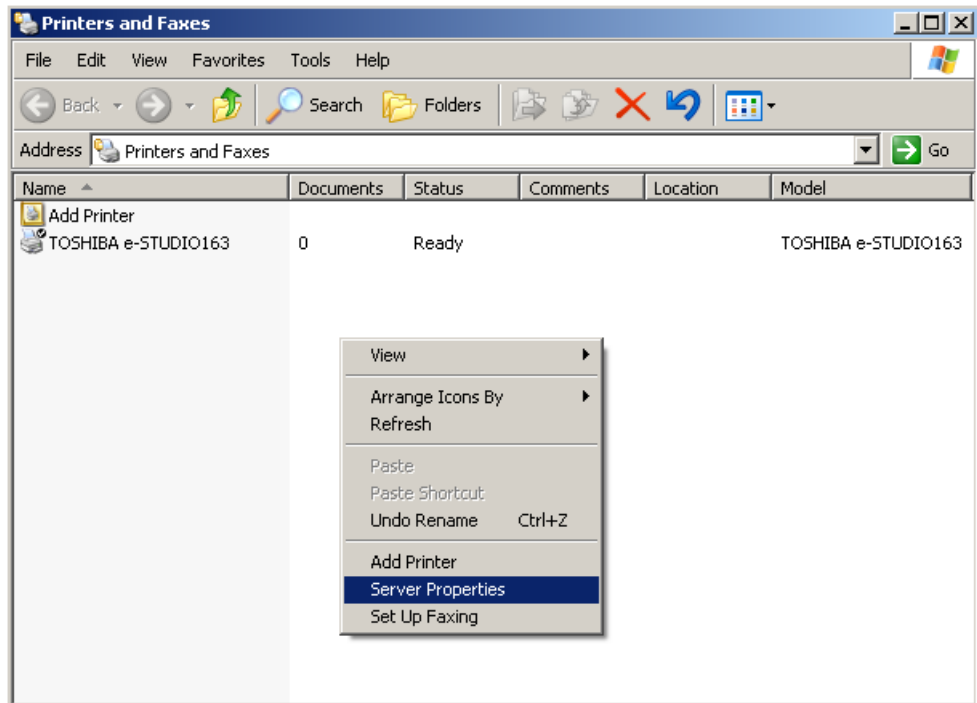 Printers and Faxes
File Edit View Favorites Tools Help
Back Search Folders
Address Printers and Faxes Go
Name Documents Status Comments Location Model
Add Printer
TOSHIBA e-STUDIO163 0 Ready TOSHIBA e-STUDIO163
View
Arrange Icons By
Refresh
Paste
Paste Shortcut
Undo Rename Ctrl+Z
Add Printer
Server Properties
Set Up Faxing